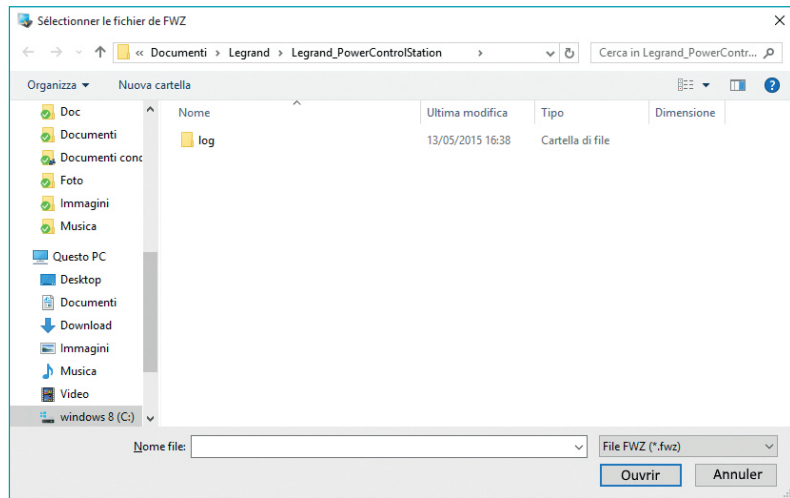 Sélectionner le fichier de FWZ
« Documenti › Legrand › Legrand_PowerControlStation ›
Cerca in Legrand_PowerContr...
Organizza Nuova cartella
Nome Ultima modifica Tipo Dimensione
log 13/05/2015 16:38 Cartella di file
Doc
Documenti
Documenti conc
Foto
Immagini
Musica
Questo PC
Desktop
Documenti
Download
Immagini
Musica
Video
windows 8 (C:)
Nome file: File FWZ (*.fwz)
Ouvrir Annuler